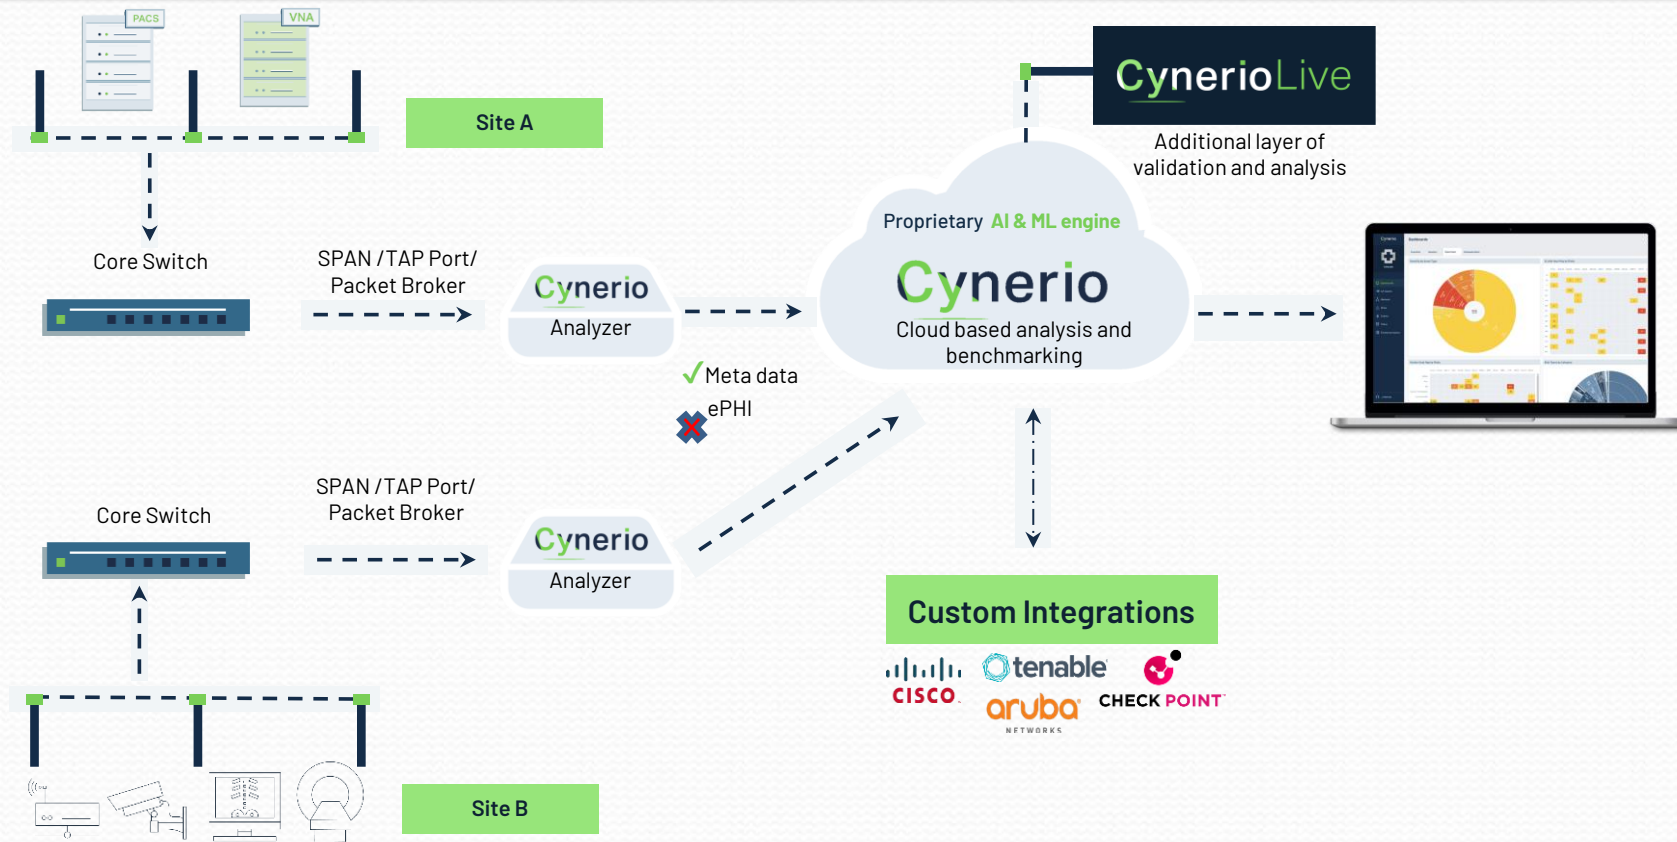 PACS
VNA
Site A
CynerioLive
Additional layer of
validation and analysis
Core Switch
SPAN /TAP Port/
Packet Broker
Cynerio
Analyzer
Proprietary AI & ML engine
Cynerio
Cloud based analysis and
benchmarking
Cynerio
✓Meta data
ePHI
Core Switch
SPAN /TAP Port/
Packet Broker
Cynerio
Analyzer
Custom Integrations
CISCO
tenable
aruba
NETWORKS
CHECK POINT
Site B